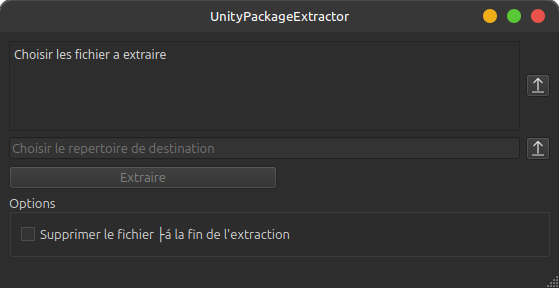 UnityPackageExtractor
Choisir les fichier a extraire
Choisir le repertoire de destination
Extraire
Options
Supprimer le fichier ├á la fin de l'extraction